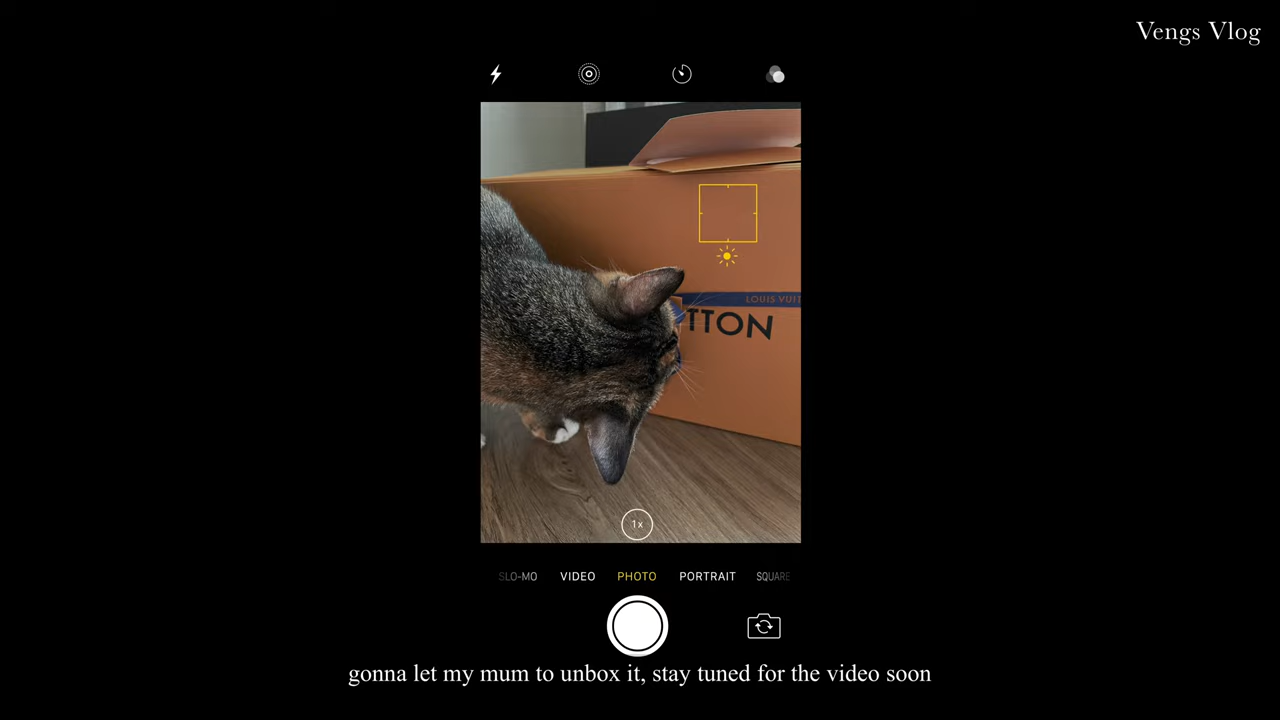 Vengs Vlog
LOUIS VUIT
TTON
1x
SLO-MO VIDEO PHOTO PORTRAIT SQUARE
gonna let my mum to unbox it, stay tuned for the video soon